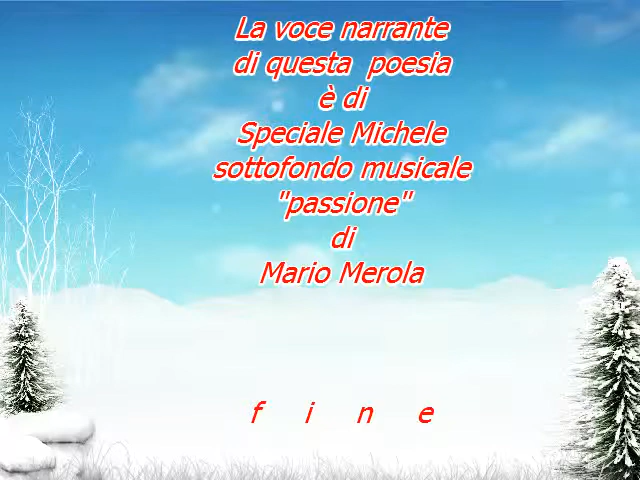 La voce narrante
di questa poesia
è di
Speciale Michele
sottofondo musicale
"passione"
di
Mario Merola
f i n e